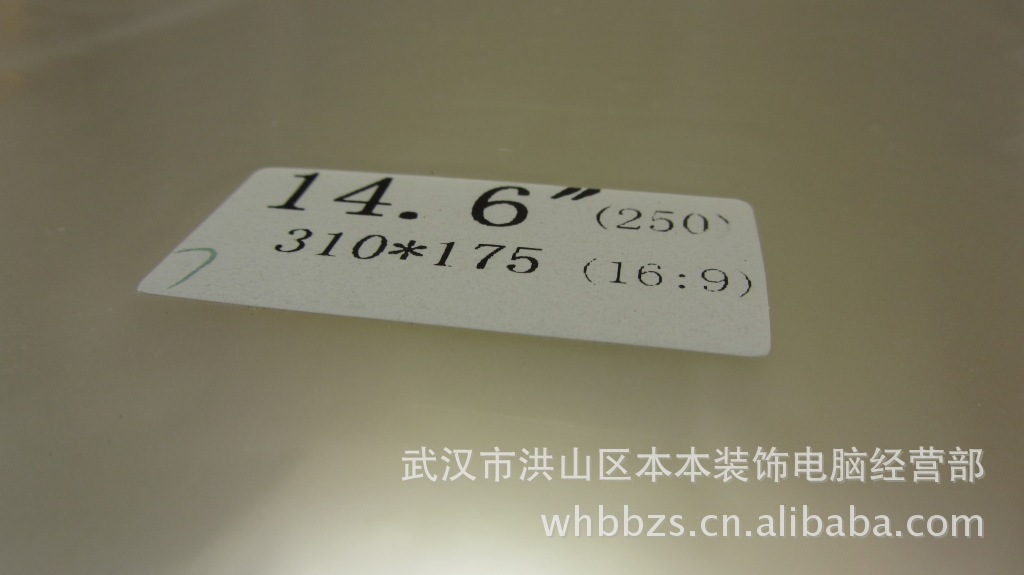 14. 6″ (250)
310*175 (16:9)
武汉市洪山区本本装饰电脑经营部
whbbzs.cn.alibaba.com